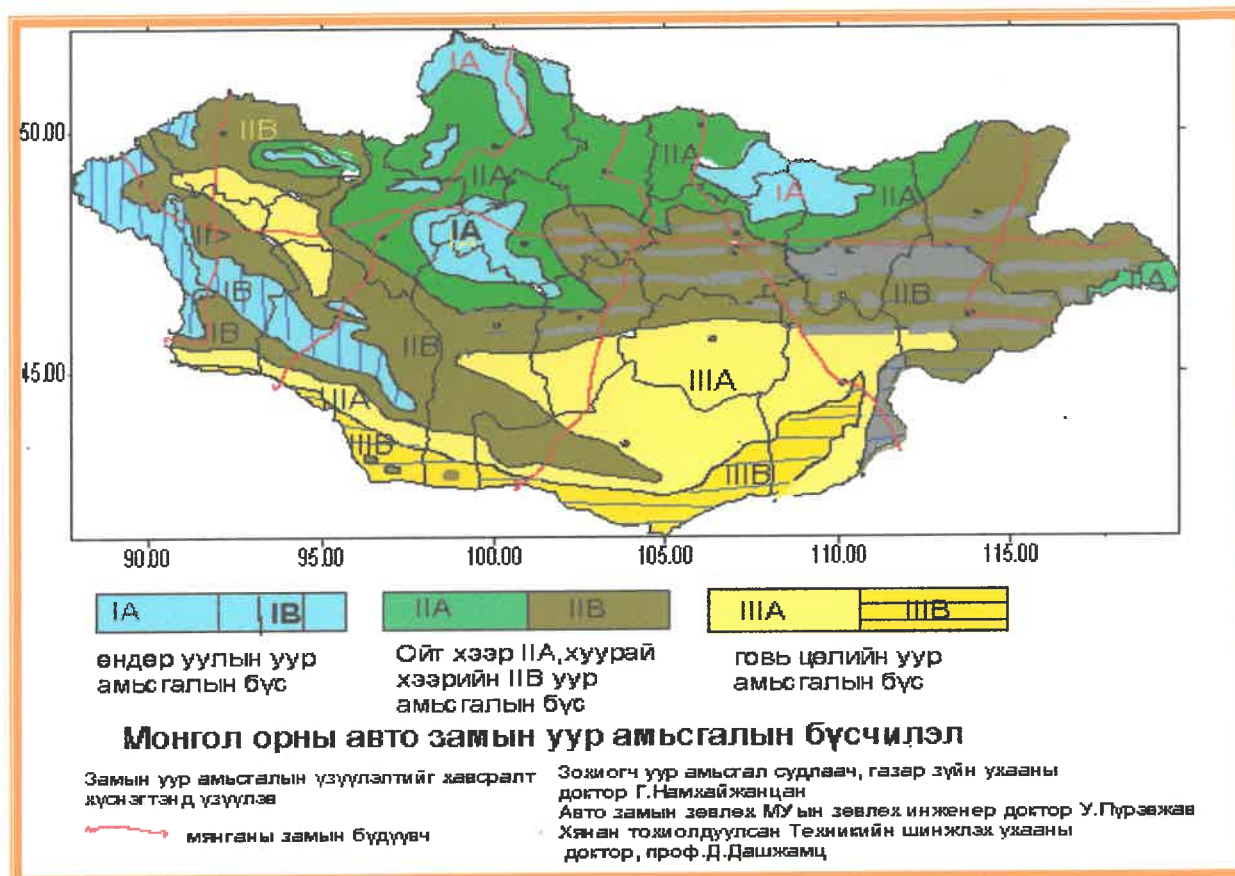 IA
IIB
50.00
IIA
IIA
IA
IIA
IA
IIA
IB
IIB
IIB
IIB
45.00
IIIA
IIIA
IIIB
IIIB
90.00 95.00 100.00 105.00 110.00 115.00
IA IB IIA IIB IIIA IIIB
өндөр уулын уур
амьсгалын бүс
Ойт хээр IIA,хуурай
хээрийн IIB уур
амьсгалын бүс
говь цөлийн уур
амьсгалын бүс
Монгол орны авто замын уур амьсгалын бүсчилэл
Замын уур амьсгалын үзүүлэлтийг хавсралт
хүснэгтэнд үзүүлэв
мянганы замын бүдүүвч
Зохиогч уур амьсгал судлаач, газар зүйн ухааны
доктор Г.Намхайжанцан
Авто замын зөвлөх МУын зөвлөх инженер доктор У.Пүрэвжав
Хянан тохиолдуулсан Техникийн шинжлэх ухааны
доктор, проф.Д.Дашжамц